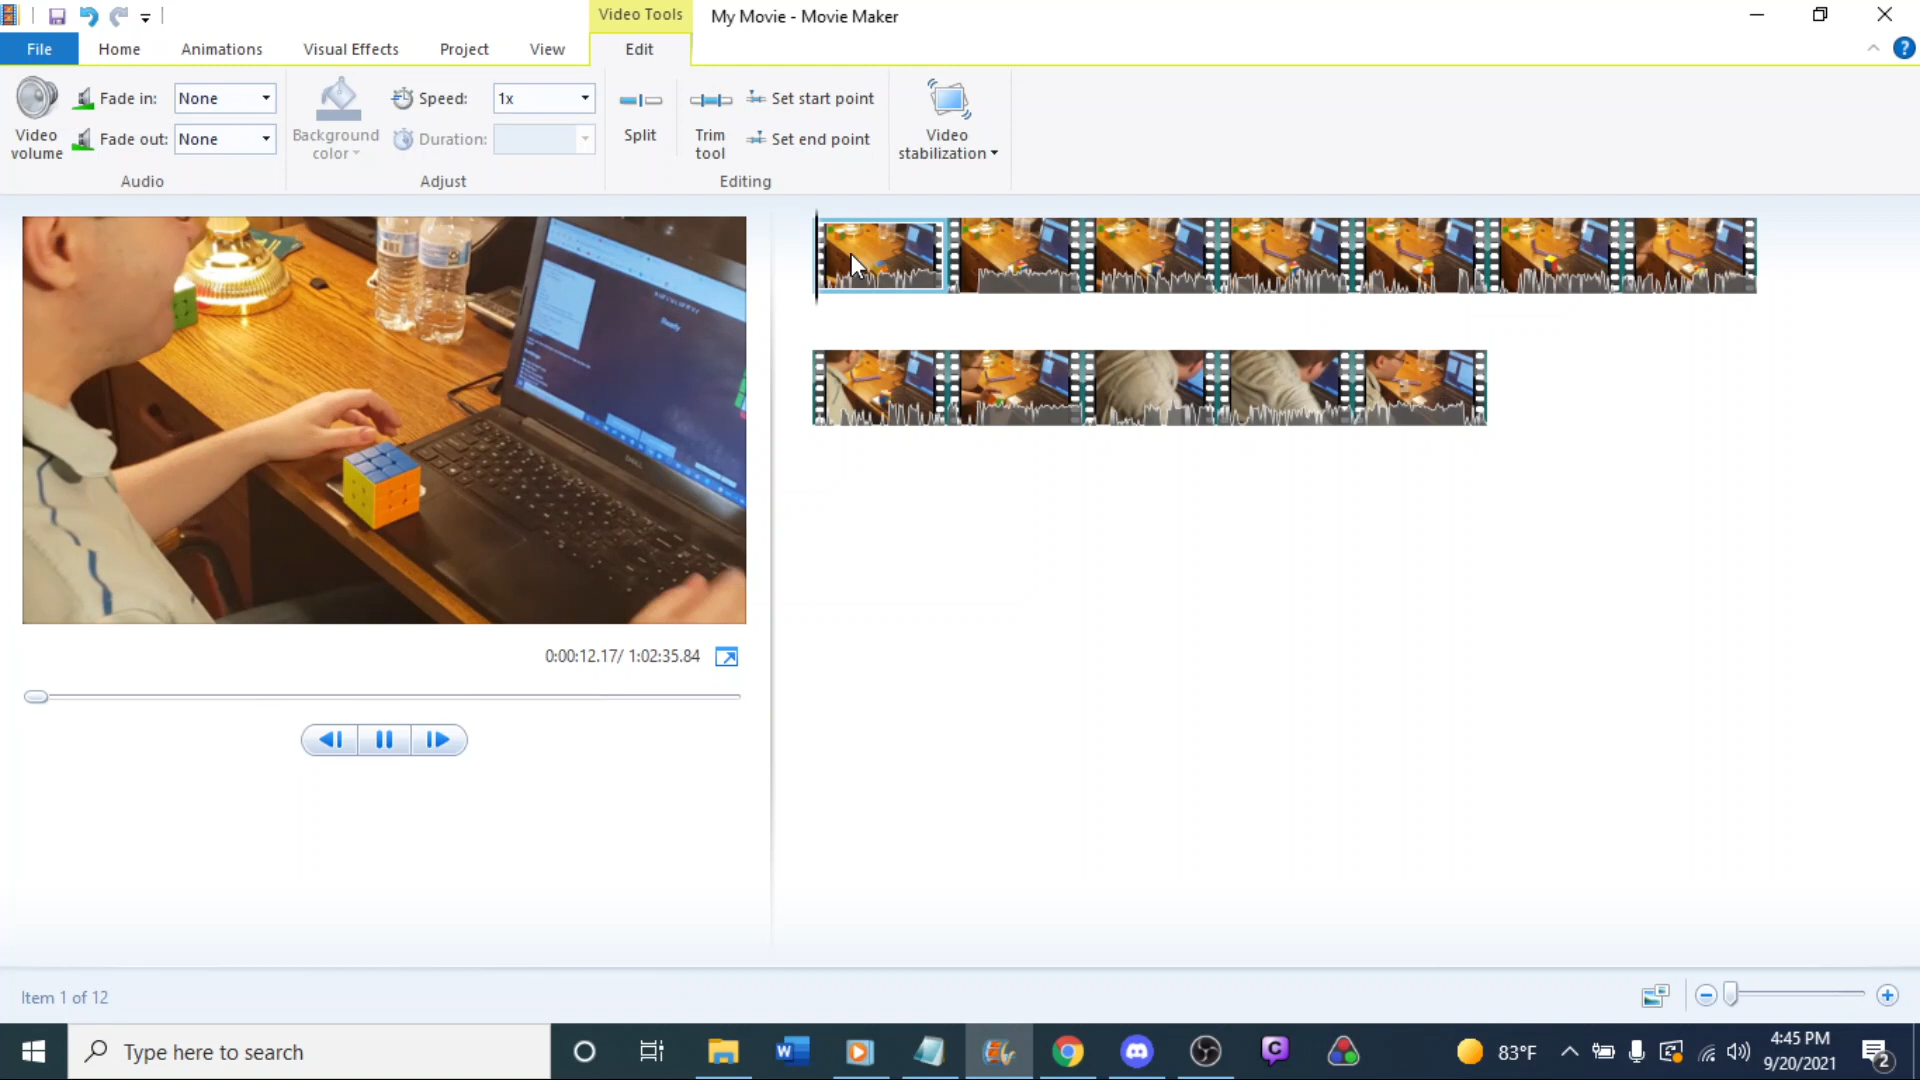 Video Tools
My Movie - Movie Maker
File
Home
Animations
Visual Effects
Project
View
Edit
Video
volume
Fade in:
None
Fade out:
None
Audio
Background
color
Speed:
1x
Duration:
Adjust
Split
Trim
tool
Set start point
Set end point
Editing
Video
stabilization
Ready
DELL
0:00:12.17/ 1:02:35.84
Item 1 of 12
Type here to search
83°F
4:45 PM
9/20/2021
2